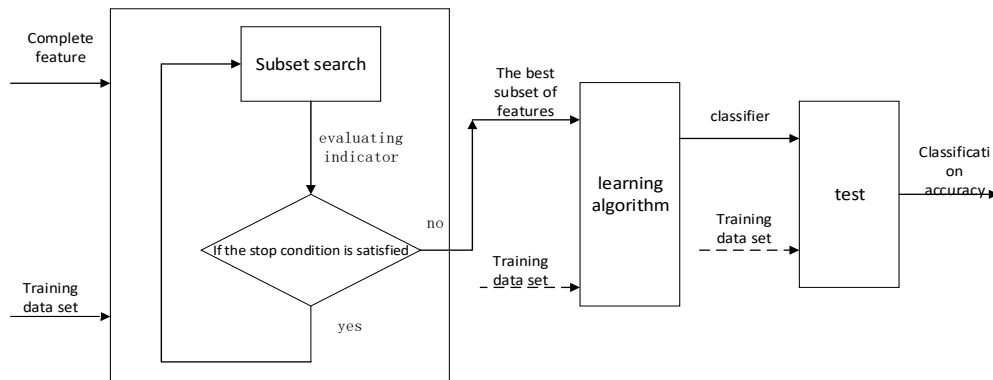 Complete
feature
Subset search
evaluating
indicator
If the stop condition is satisfied
no
yes
Training
data set
The best
subset of
features
Training
data set
learning
algorithm
classifier
Training
data set
test
Classificati
on
accuracy